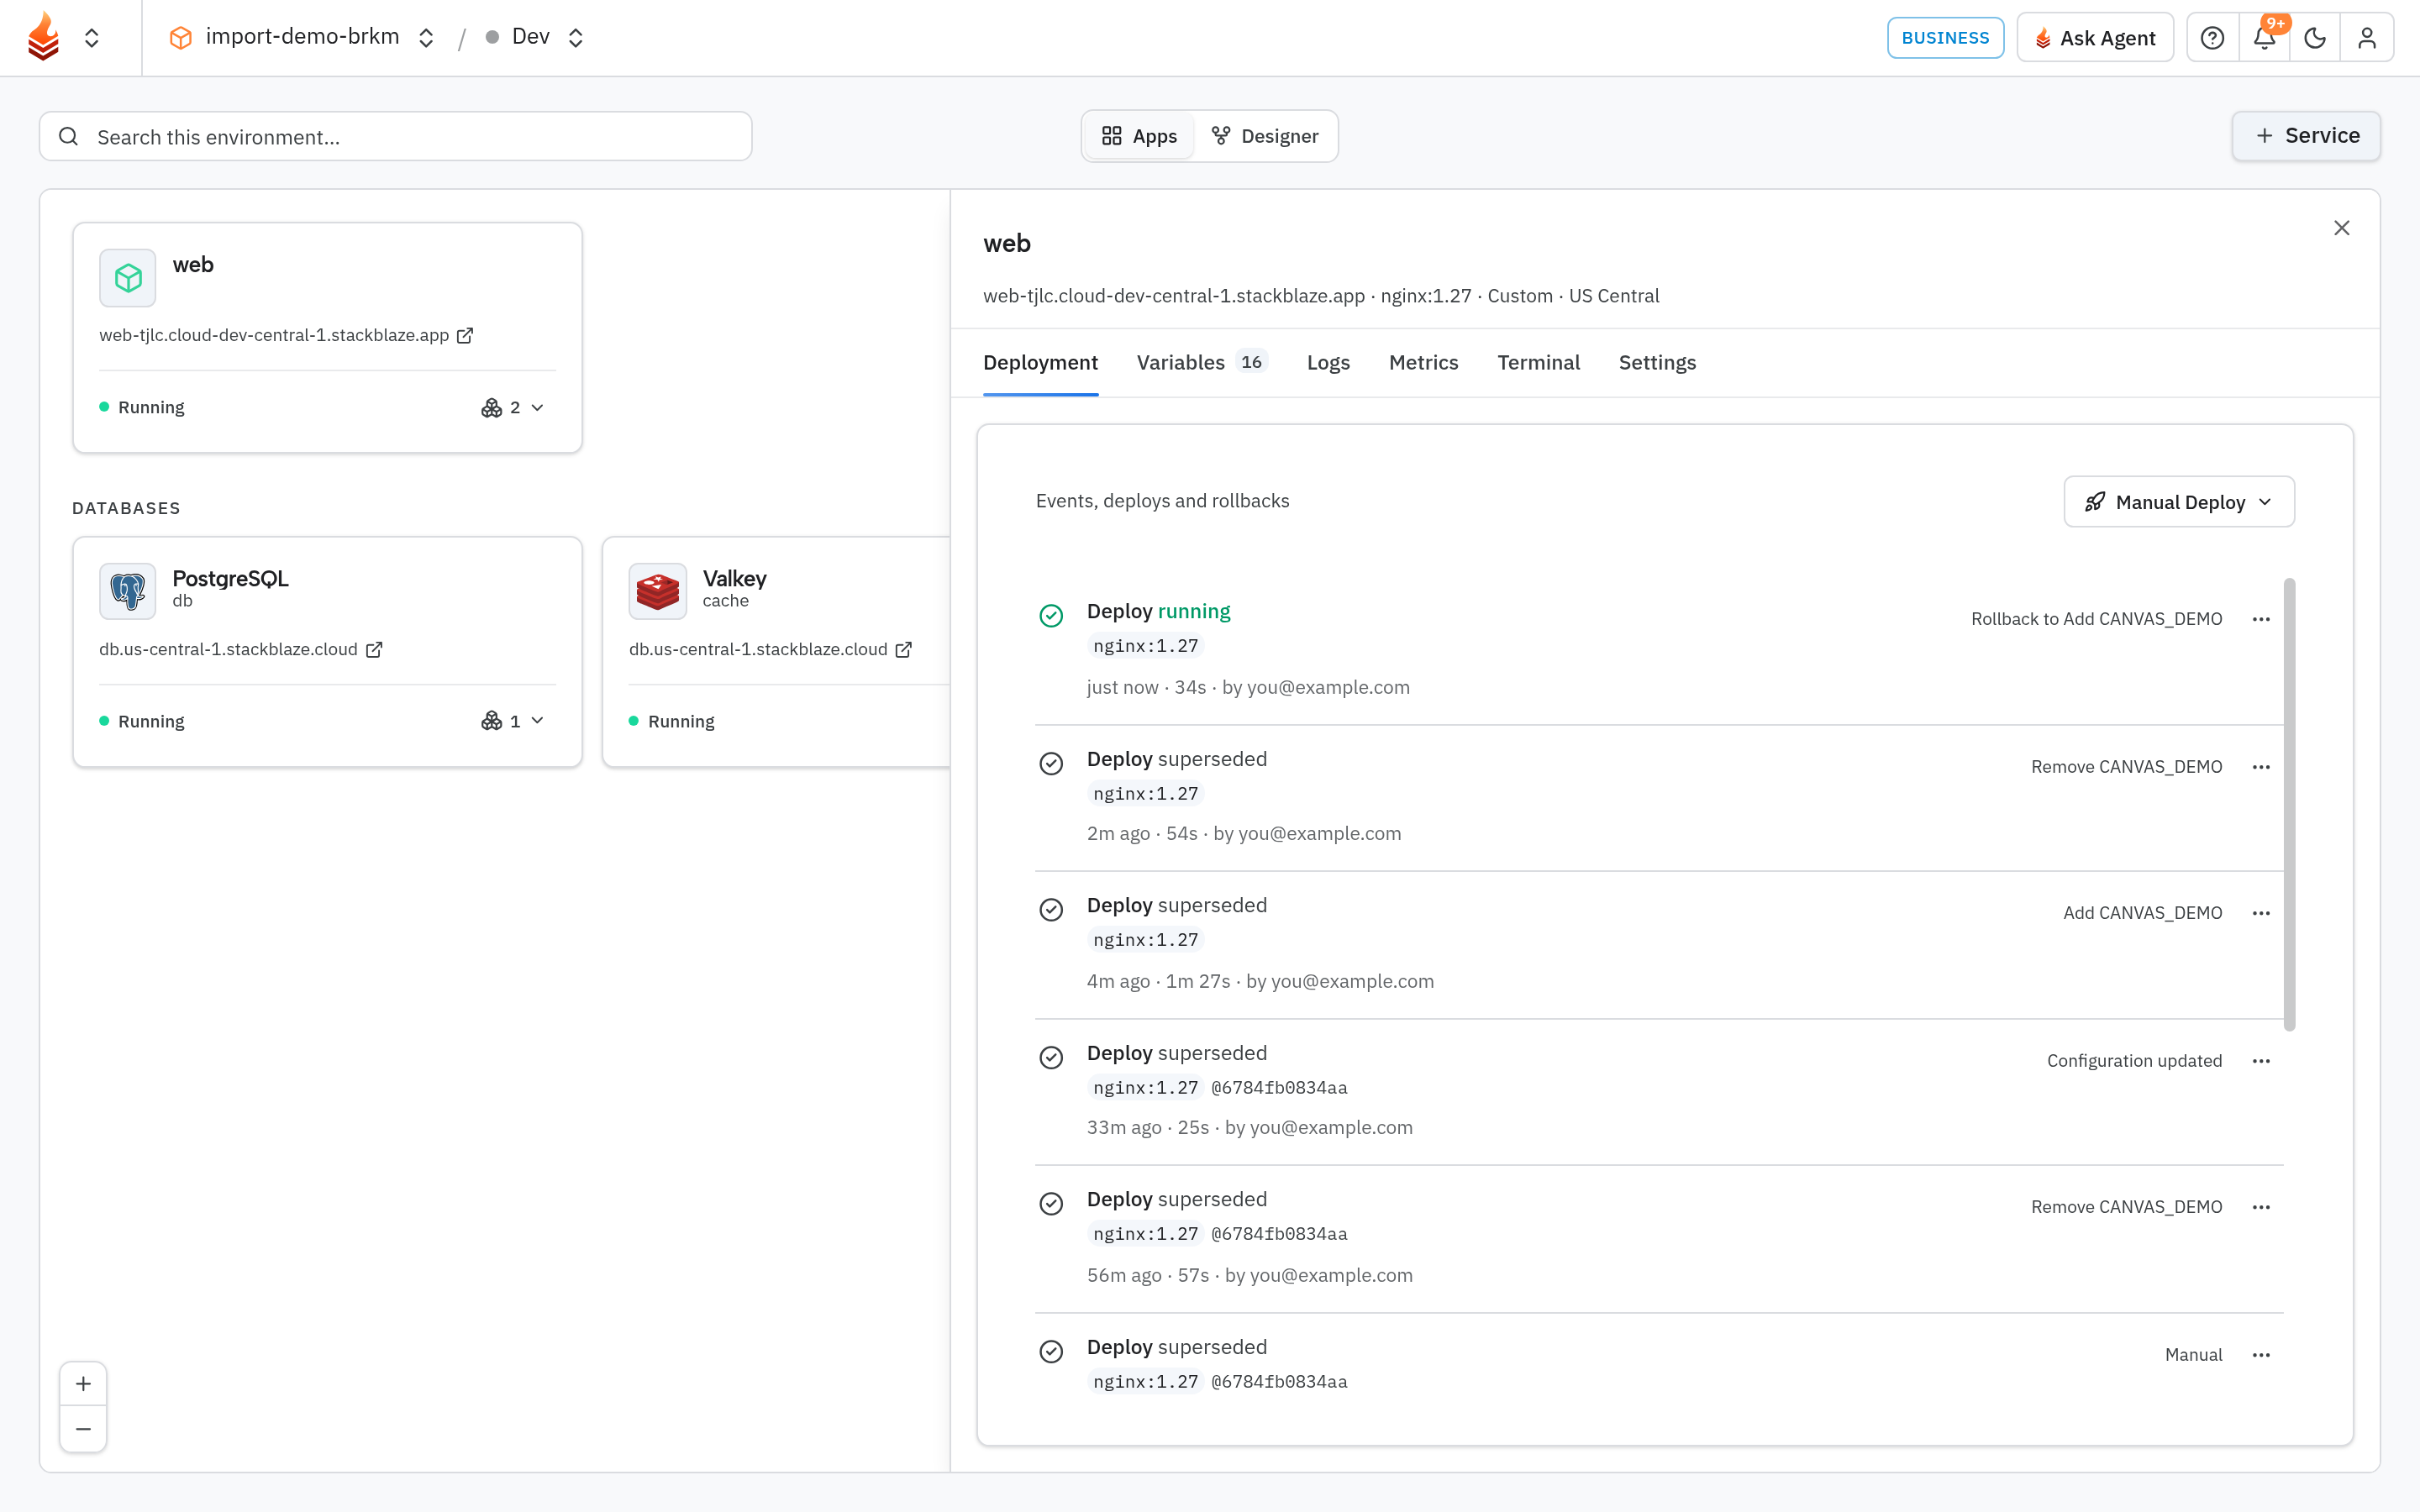 import-demo-brkm / Dev
BUSINESS
Ask Agent
9+
Search this environment...
Apps
Designer
+ Service
web
web-tjlc.cloud-dev-central-1.stackblaze.app
Running
2
DATABASES
PostgreSQL
db
db.us-central-1.stackblaze.cloud
Running
1
Valkey
cache
db.us-central-1.stackblaze.cloud
Running
web
web-tjlc.cloud-dev-central-1.stackblaze.app · nginx:1.27 · Custom · US Central
Deployment
Variables 16
Logs
Metrics
Terminal
Settings
Events, deploys and rollbacks
Manual Deploy
Deploy running
Rollback to Add CANVAS_DEMO
nginx:1.27
just now · 34s · by you@example.com
Deploy superseded
Remove CANVAS_DEMO
nginx:1.27
2m ago · 54s · by you@example.com
Deploy superseded
Add CANVAS_DEMO
nginx:1.27
4m ago · 1m 27s · by you@example.com
Deploy superseded
Configuration updated
nginx:1.27 @6784fb0834aa
33m ago · 25s · by you@example.com
Deploy superseded
Remove CANVAS_DEMO
nginx:1.27 @6784fb0834aa
56m ago · 57s · by you@example.com
Deploy superseded
Manual
nginx:1.27 @6784fb0834aa